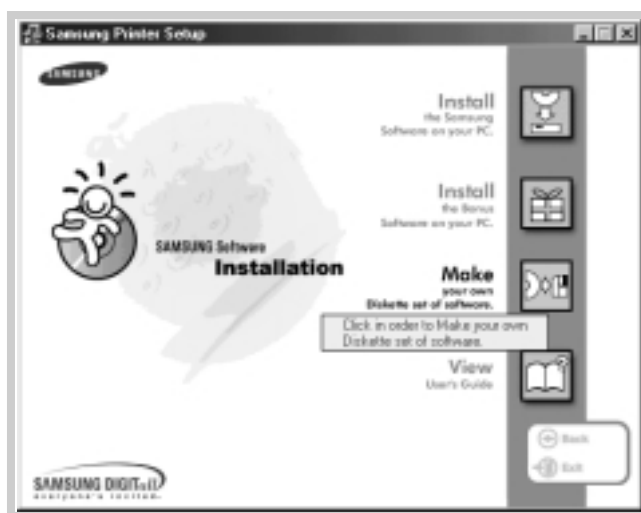 Samsung Printer Setup
SAMSUNG
Install
the Samsung
Software on your PC.
Install
the Bonus
Software on your PC.
SAMSUNG Software
Installation
Make
your own
Diskette set of software.
Click in order to Make your own
Diskette set of software.
View
User's Guide
Back
Exit
SAMSUNG DIGITall
everyone's invited.